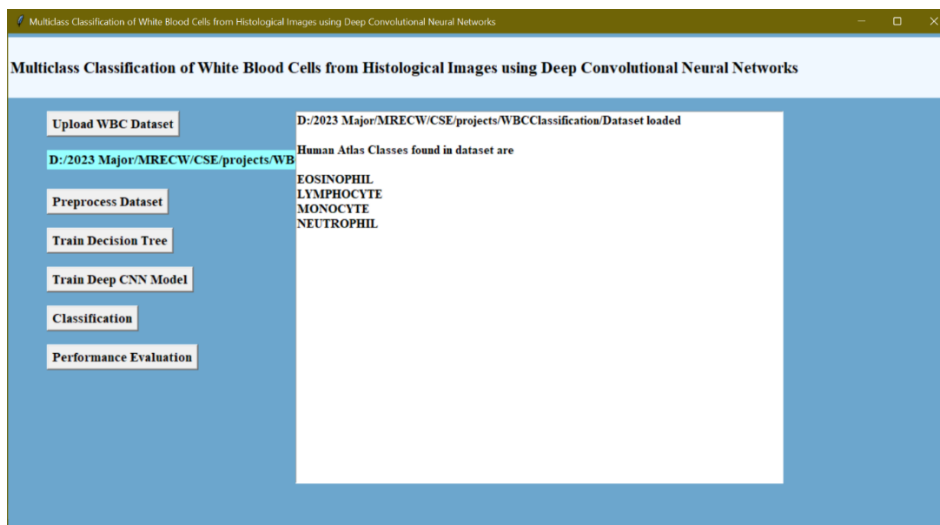 Multiclass Classification of White Blood Cells from Histological Images using Deep Convolutional Neural Networks
Multiclass Classification of White Blood Cells from Histological Images using Deep Convolutional Neural Networks
Upload WBC Dataset
D:/2023 Major/MRECW/CSE/projects/WB
Preprocess Dataset
Train Decision Tree
Train Deep CNN Model
Classification
Performance Evaluation
D:/2023 Major/MRECW/CSE/projects/WBCClassification/Dataset loaded
Human Atlas Classes found in dataset are
EOSINOPHIL
LYMPHOCYTE
MONOCYTE
NEUTROPHIL